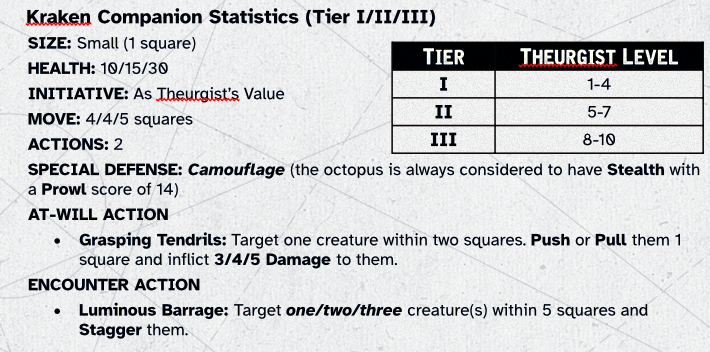 Kraken Companion Statistics (Tier I/II/III)
SIZE: Small (1 square)
HEALTH: 10/15/30
INITIATIVE: As Theurgist's Value
MOVE: 4/4/5 squares
ACTIONS: 2
TIER THEURGIST LEVEL
I 1-4
II 5-7
III 8-10
SPECIAL DEFENSE: Camouflage (the octopus is always considered to have Stealth with
a Prowl score of 14)
AT-WILL ACTION
• Grasping Tendrils: Target one creature within two squares. Push or Pull them 1
square and inflict 3/4/5 Damage to them.
ENCOUNTER ACTION
• Luminous Barrage: Target one/two/three creature(s) within 5 squares and
Stagger them.